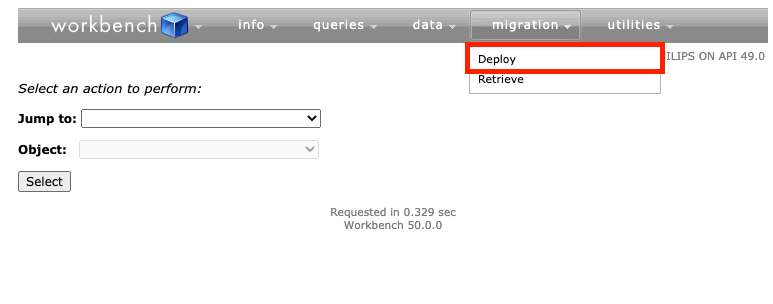 workbench info queries data migration utilities
Deploy
ILIPS ON API 49.0
Retrieve
Select an action to perform:
Jump to:
Object:
Select
Requested in 0.329 sec
Workbench 50.0.0